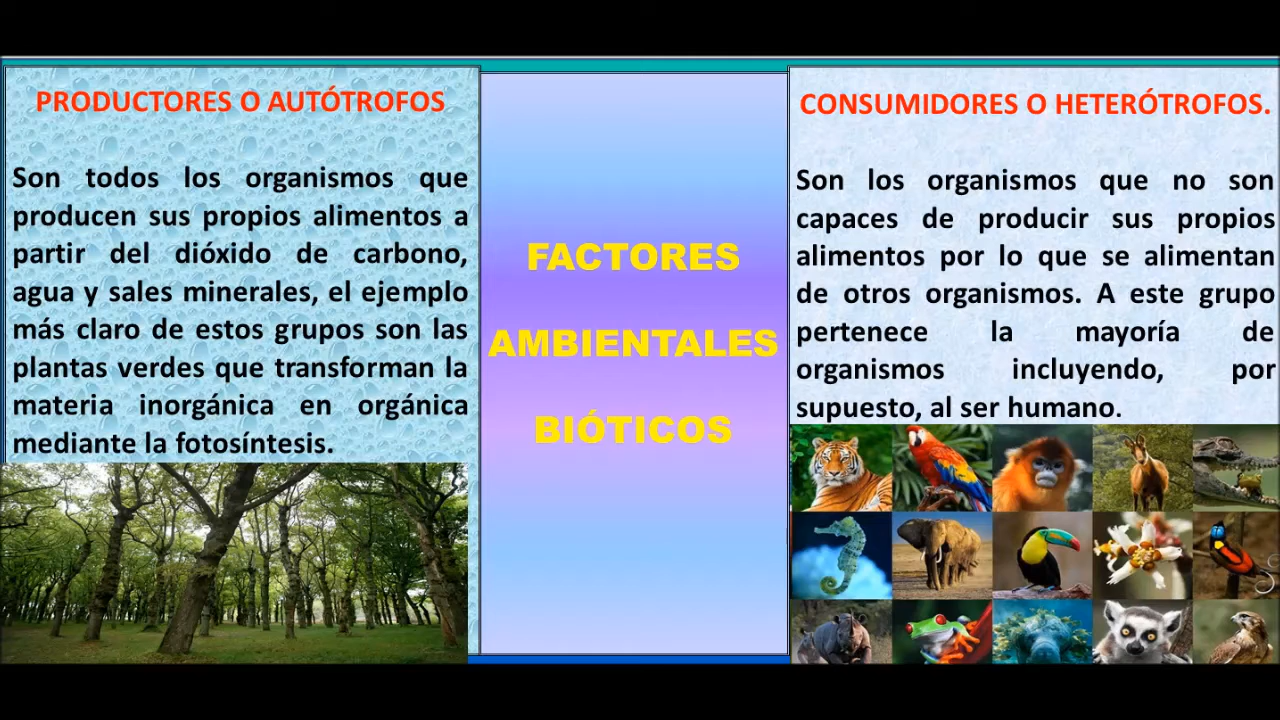 PRODUCTORES O AUTÓTROFOS
Son todos los organismos que
producen sus propios alimentos a
partir del dióxido de carbono,
agua y sales minerales, el ejemplo
más claro de estos grupos son las
plantas verdes que transforman la
materia inorgánica en orgánica
mediante la fotosíntesis.
FACTORES
AMBIENTALES
BIÓTICOS
CONSUMIDORES O HETERÓTROFOS.
Son los organismos que no son
capaces de producir sus propios
alimentos por lo que se alimentan
de otros organismos. A este grupo
pertenece la mayoría de
organismos incluyendo, por
supuesto, al ser humano.